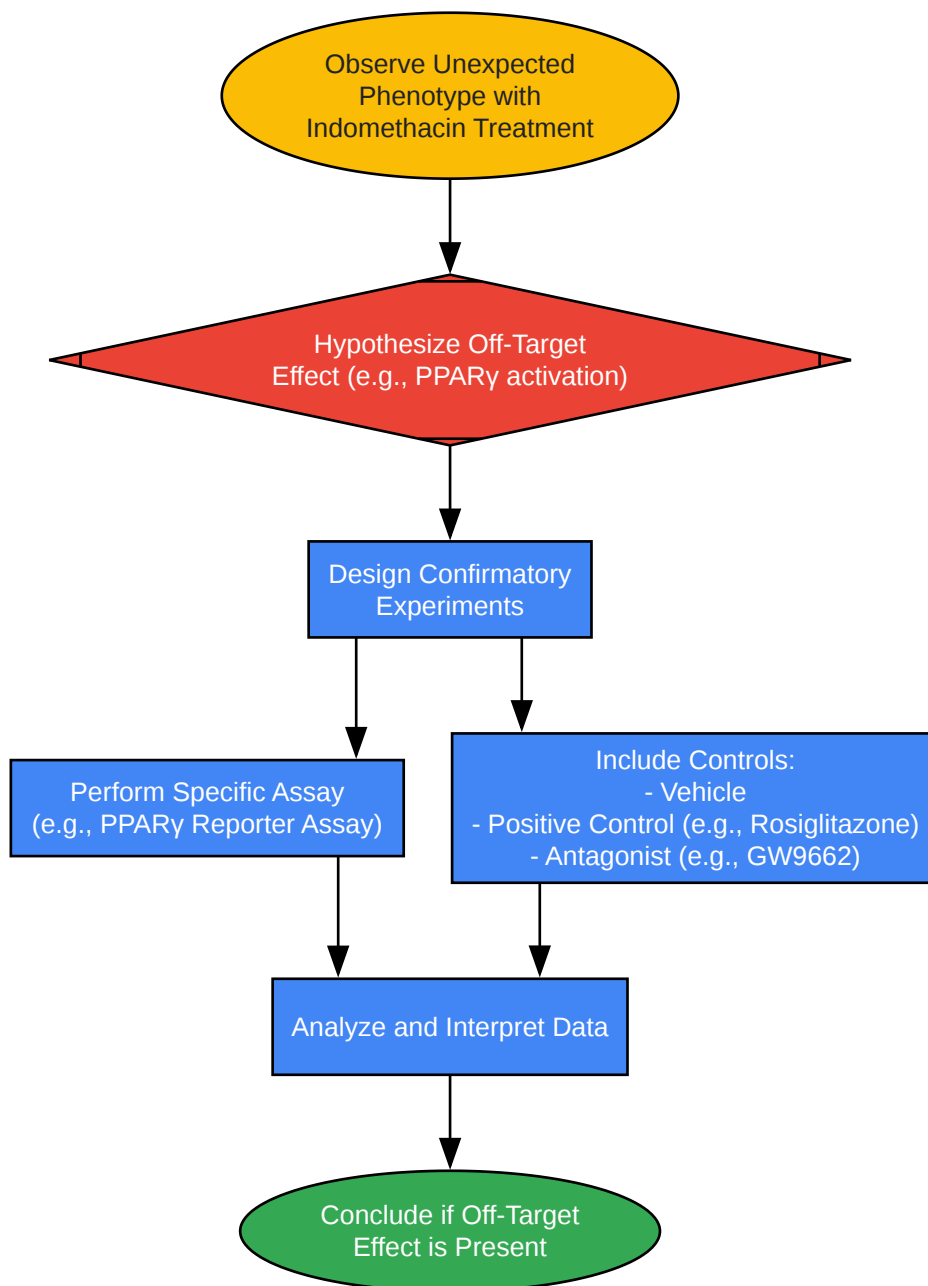 Observe Unexpected
Phenotype with
Indomethacin Treatment
Hypothesize Off-Target
Effect (e.g., PPARγ activation)
Design Confirmatory
Experiments
Perform Specific Assay
(e.g., PPARγ Reporter Assay)
Include Controls:
- Vehicle
- Positive Control (e.g., Rosiglitazone)
- Antagonist (e.g., GW9662)
Analyze and Interpret Data
Conclude if Off-Target
Effect is Present